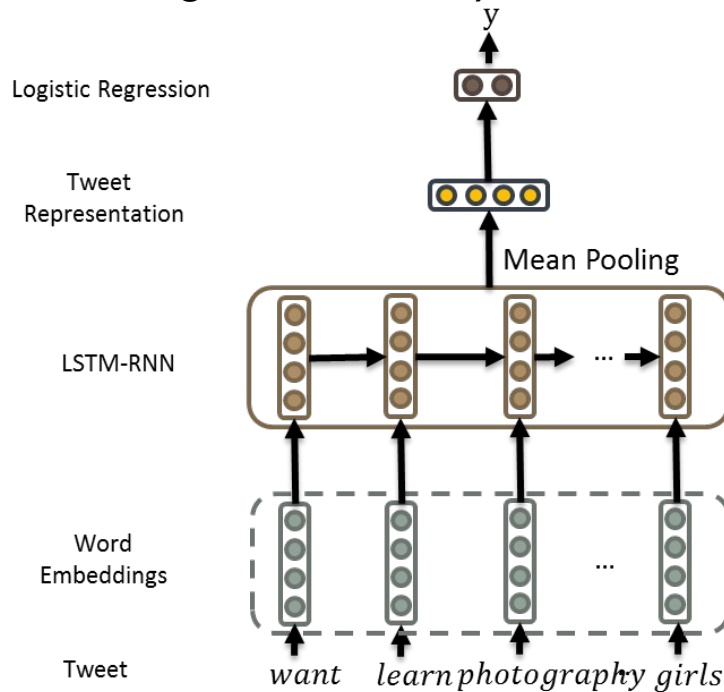 y
Logistic Regression
Tweet
Representation
Mean Pooling
LSTM-RNN
...
Word
Embeddings
...
Tweet
want learn photography girls